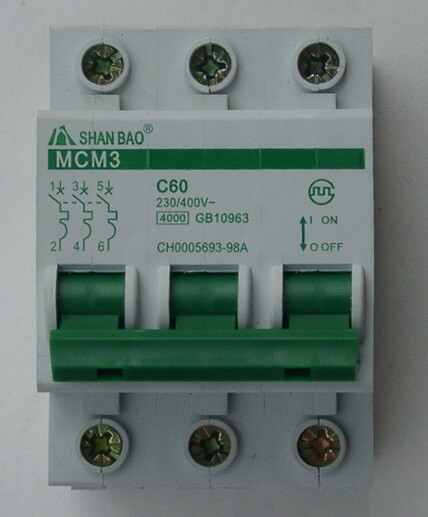 SHAN BAO®
MCM3
1 3 5
C60
230/400V~
4000 GB10963
I ON
2 4 6
CH0005693-98A
O OFF